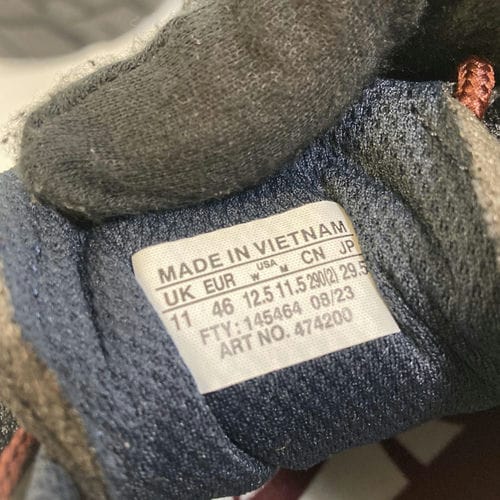 MADE IN VIETNAM
UK EUR USA W M CN JP
11 46 12.5 11.5 290(2) 29.5
FTY: 145464 08/23
ART NO. 474200